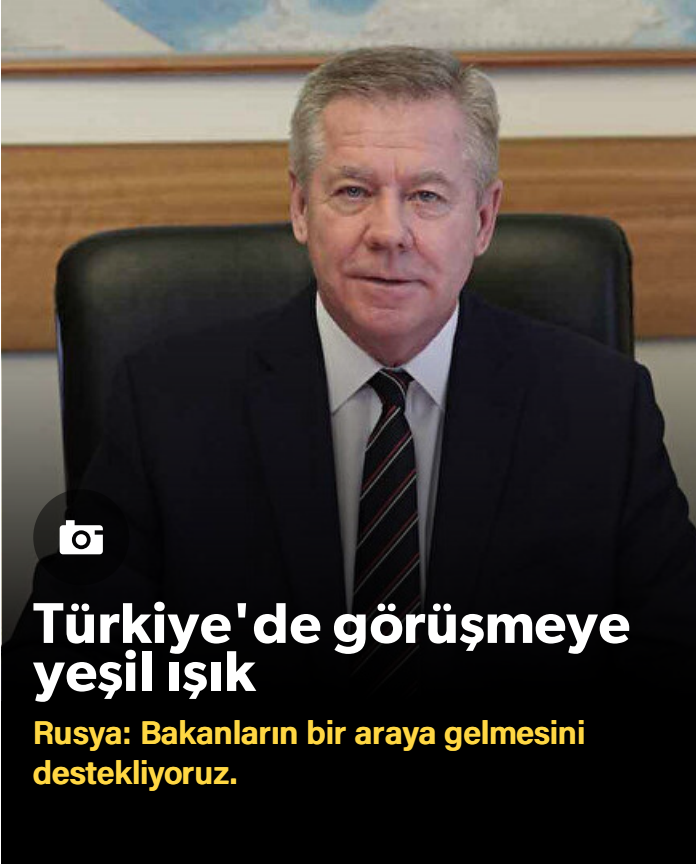 Türkiye'de görüşmeye
yeşil ışık
Rusya: Bakanların bir araya gelmesini
destekliyoruz.